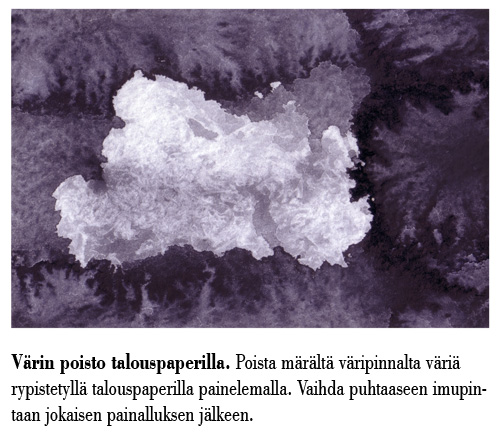 Värin poisto talouspaperilla. Poista märältä väripinnalta väriä
rypistetyllä talouspaperilla painelemalla. Vaihda puhtaaseen imupin-
taan jokaisen painalluksen jälkeen.